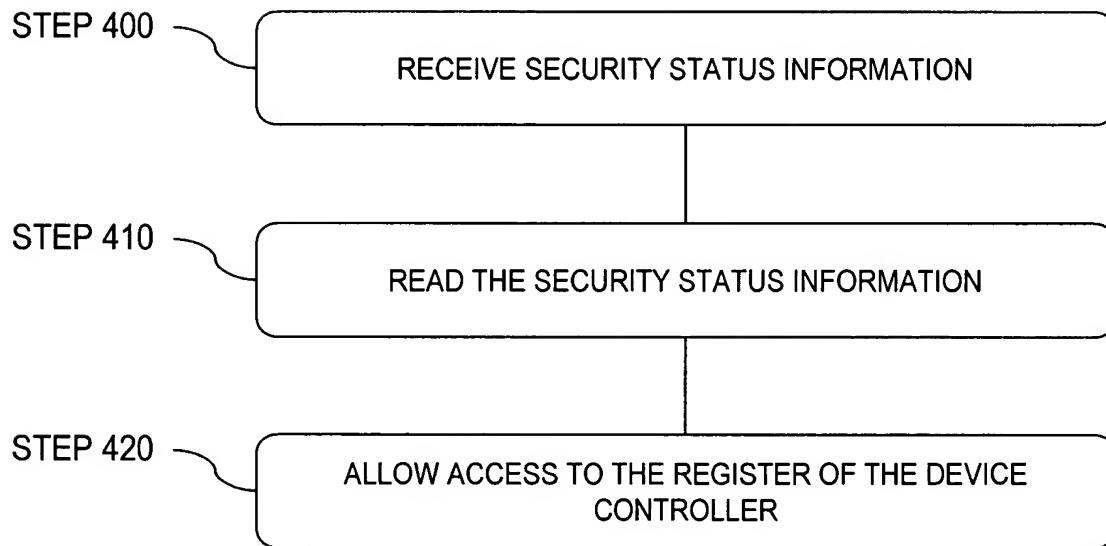 STEP 400
RECEIVE SECURITY STATUS INFORMATION
STEP 410
READ THE SECURITY STATUS INFORMATION
STEP 420
ALLOW ACCESS TO THE REGISTER OF THE DEVICE
CONTROLLER